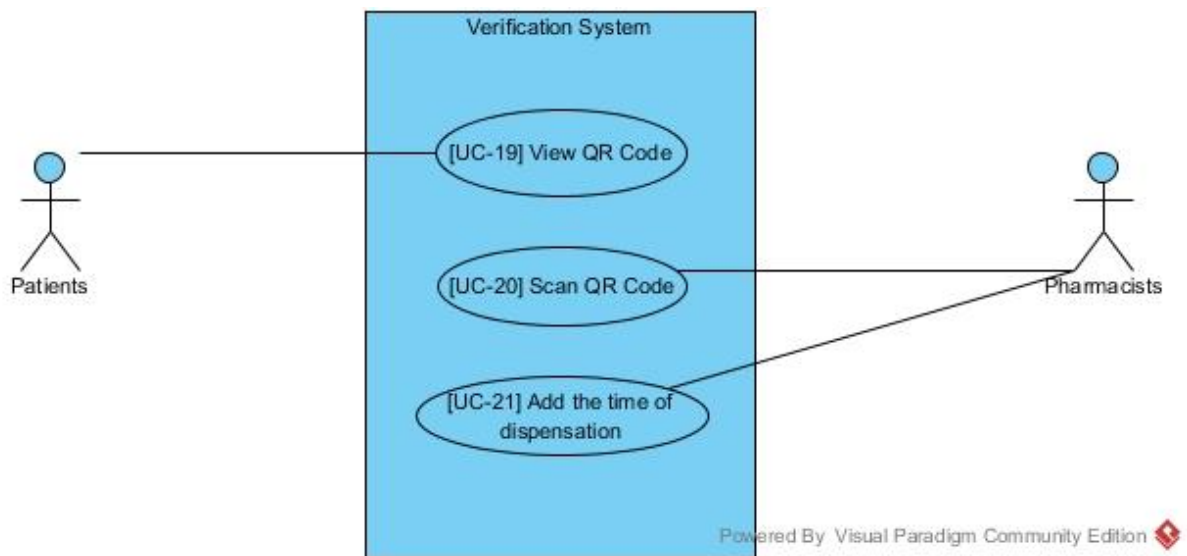 Verification System
[UC-19] View QR Code
Patients
[UC-20] Scan QR Code
Pharmacists
[UC-21] Add the time of
dispensation
Powered By Visual Paradigm Community Edition